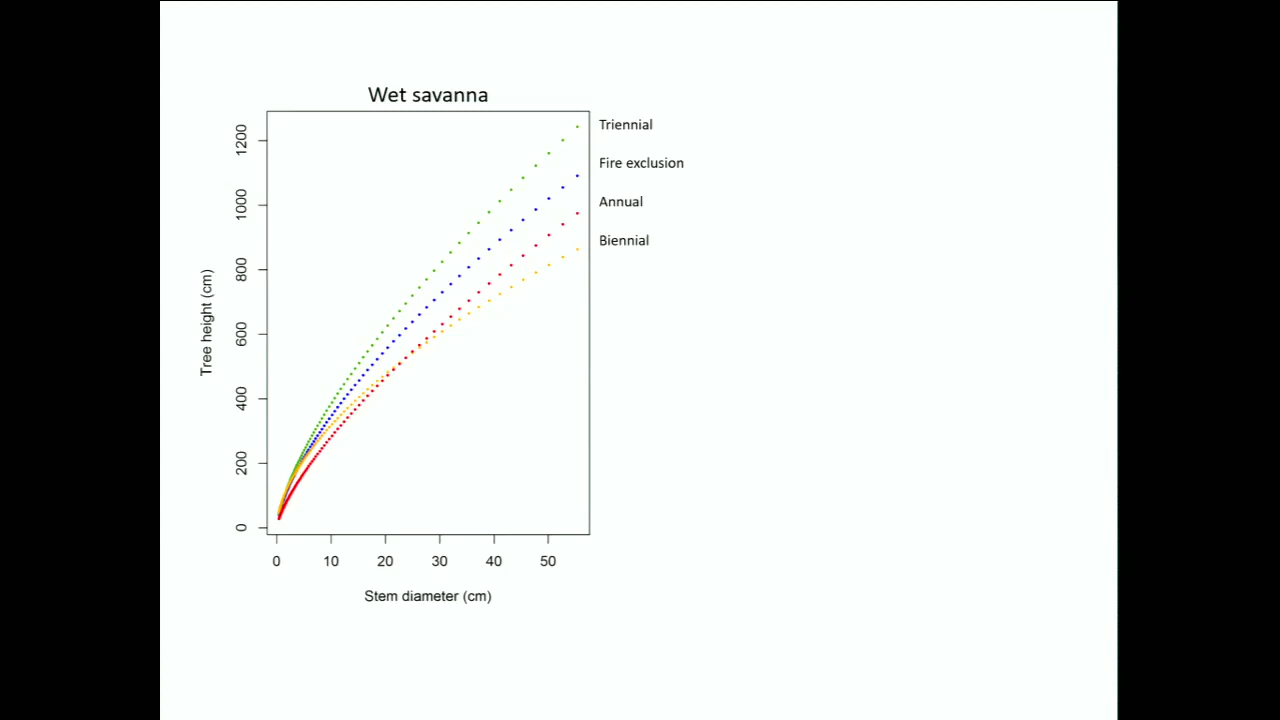 Wet savanna
Triennial
Fire exclusion
Annual
Biennial
Tree height (cm)
1200
1000
800
600
400
200
0
0 10 20 30 40 50
Stem diameter (cm)